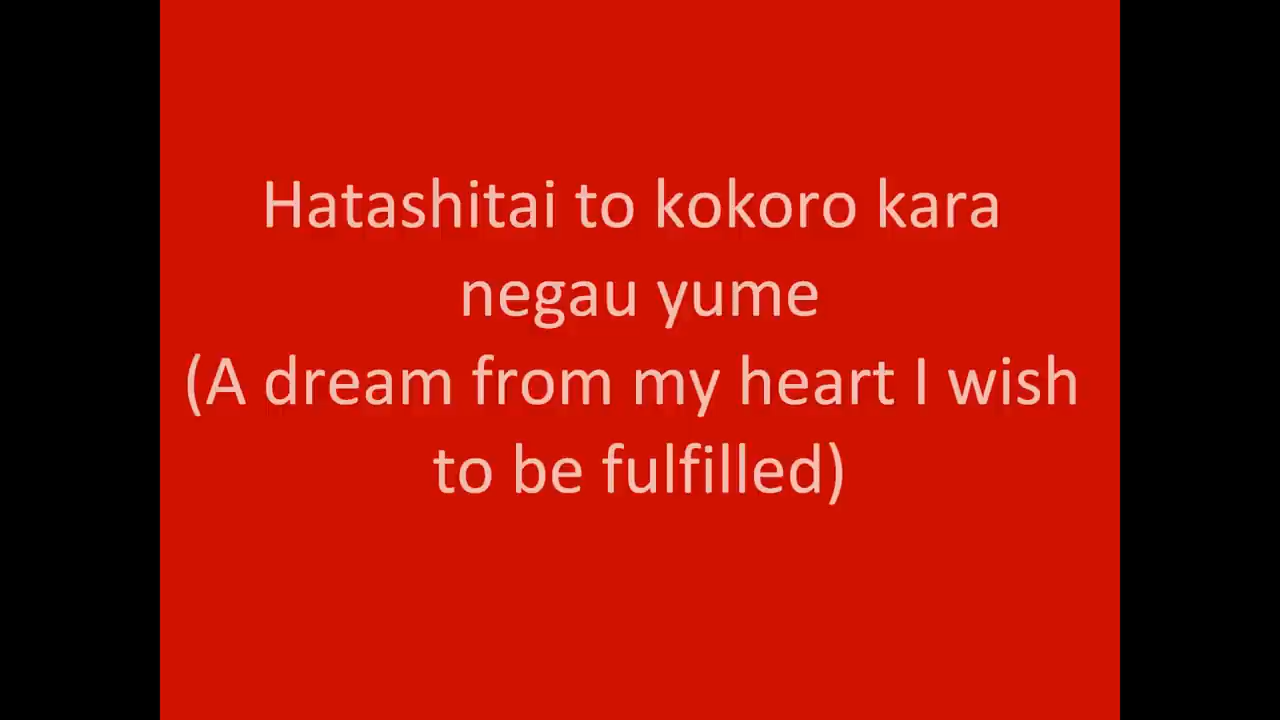 Hatashitai to kokoro kara
negau yume
(A dream from my heart I wish
to be fulfilled)